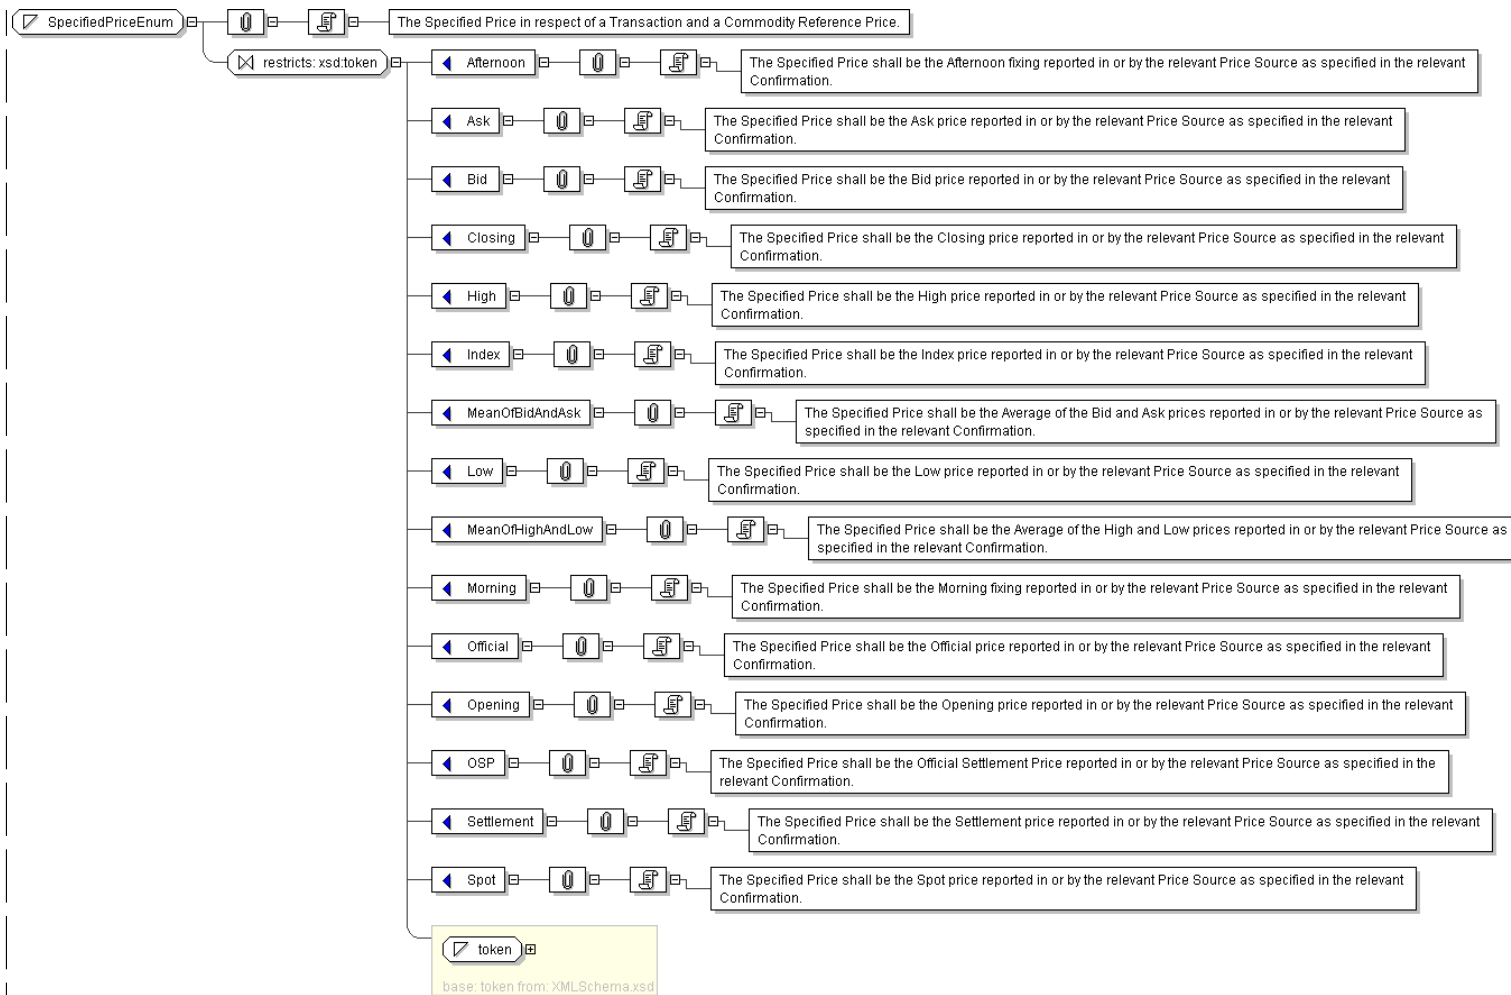 SpecifiedPriceEnum
The Specified Price in respect of a Transaction and a Commodity Reference Price.
restricts: xsd:token
Afternoon
The Specified Price shall be the Afternoon fixing reported in or by the relevant Price Source as specified in the relevant
Confirmation.
Ask
The Specified Price shall be the Ask price reported in or by the relevant Price Source as specified in the relevant
Confirmation.
Bid
The Specified Price shall be the Bid price reported in or by the relevant Price Source as specified in the relevant
Confirmation.
Closing
The Specified Price shall be the Closing price reported in or by the relevant Price Source as specified in the relevant
Confirmation.
High
The Specified Price shall be the High price reported in or by the relevant Price Source as specified in the relevant
Confirmation.
Index
The Specified Price shall be the Index price reported in or by the relevant Price Source as specified in the relevant
Confirmation.
MeanOfBidAndAsk
The Specified Price shall be the Average of the Bid and Ask prices reported in or by the relevant Price Source as
specified in the relevant Confirmation.
Low
The Specified Price shall be the Low price reported in or by the relevant Price Source as specified in the relevant
Confirmation.
MeanOfHighAndLow
The Specified Price shall be the Average of the High and Low prices reported in or by the relevant Price Source as
specified in the relevant Confirmation.
Morning
The Specified Price shall be the Morning fixing reported in or by the relevant Price Source as specified in the relevant
Confirmation.
Official
The Specified Price shall be the Official price reported in or by the relevant Price Source as specified in the relevant
Confirmation.
Opening
The Specified Price shall be the Opening price reported in or by the relevant Price Source as specified in the relevant
Confirmation.
OSP
The Specified Price shall be the Official Settlement Price reported in or by the relevant Price Source as specified in the
relevant Confirmation.
Settlement
The Specified Price shall be the Settlement price reported in or by the relevant Price Source as specified in the relevant
Confirmation.
Spot
The Specified Price shall be the Spot price reported in or by the relevant Price Source as specified in the relevant
Confirmation.
token
base: token from: XMLSchema.xsd